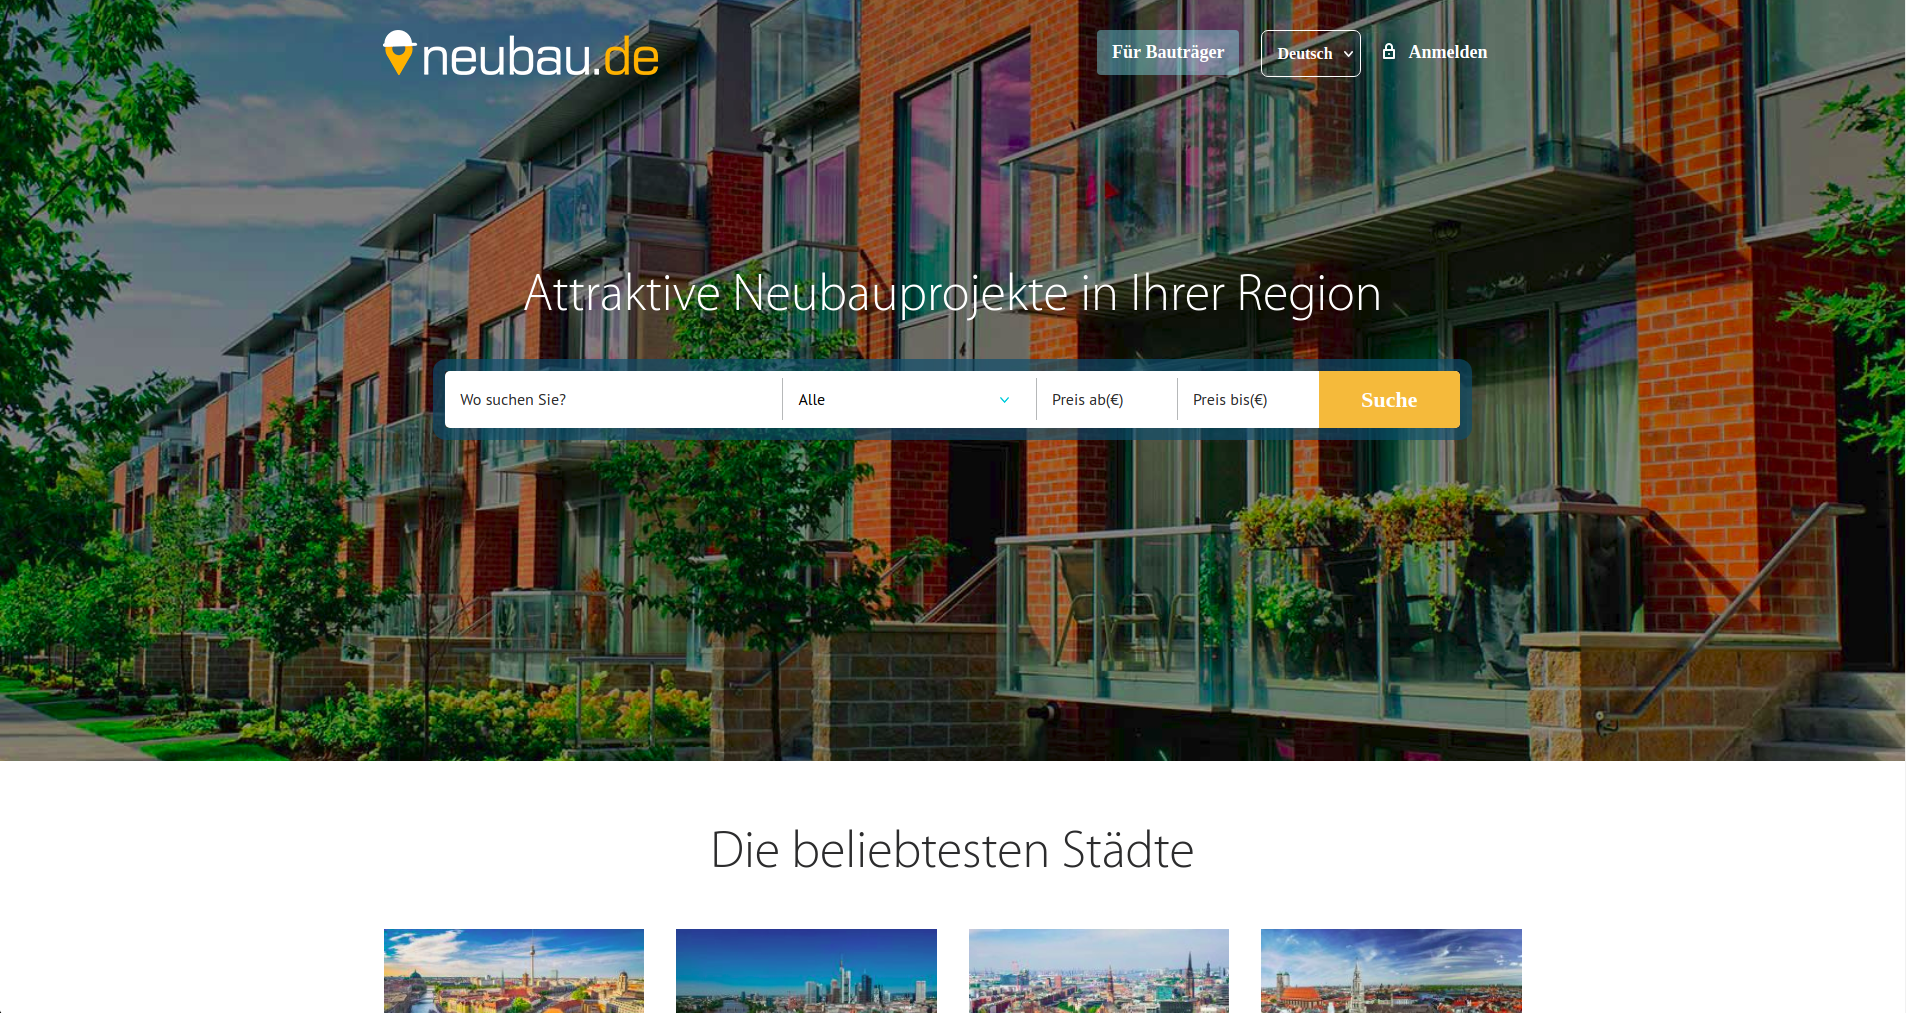 neubau.de
Für Bauträger
Deutsch
Anmelden
Attraktive Neubauprojekte in Ihrer Region
Wo suchen Sie?
Alle
Preis ab(€)
Preis bis(€)
Suche
Die beliebtesten Städte